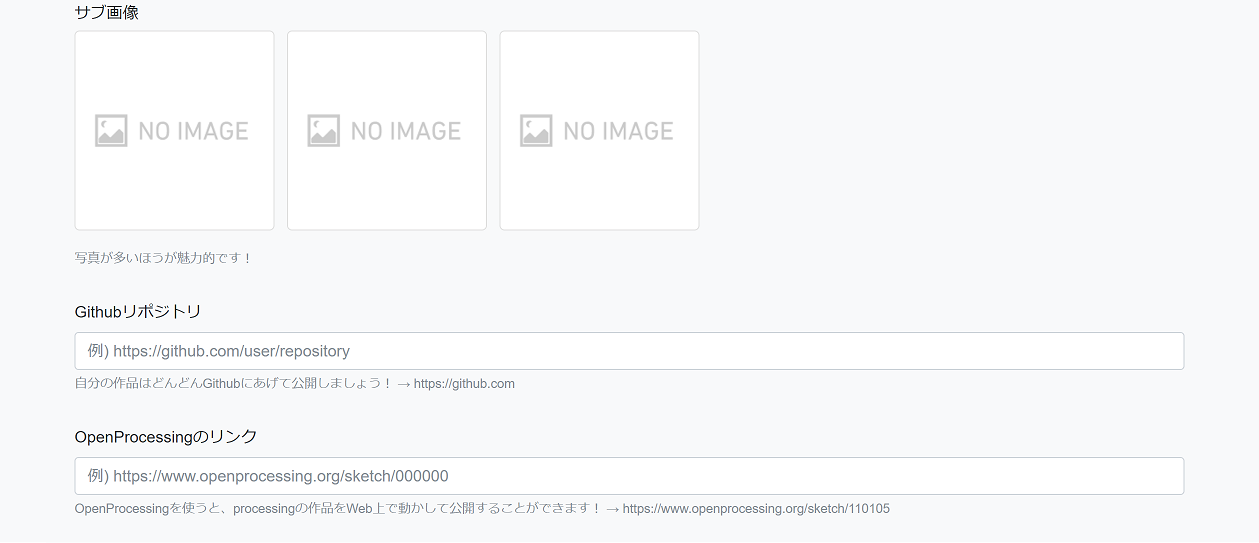 サブ画像
NO IMAGE NO IMAGE NO IMAGE
写真が多いほうが魅力的です！
Githubリポジトリ
例) https://github.com/user/repository
自分の作品はどんどんGithubにあげて公開しましょう！ → https://github.com
OpenProcessingのリンク
例) https://www.openprocessing.org/sketch/000000
OpenProcessingを使うと、processingの作品をWeb上で動かして公開することができます！ → https://www.openprocessing.org/sketch/110105